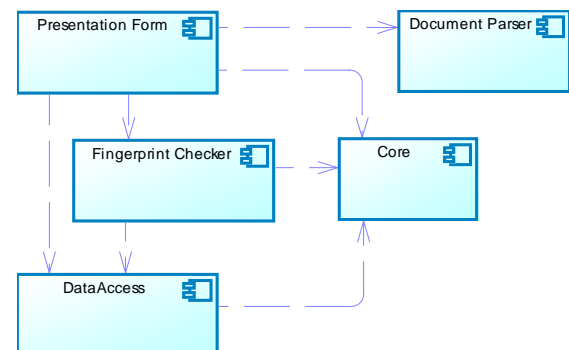 Presentation Form
Document Parser
Fingerprint Checker
Core
DataAccess